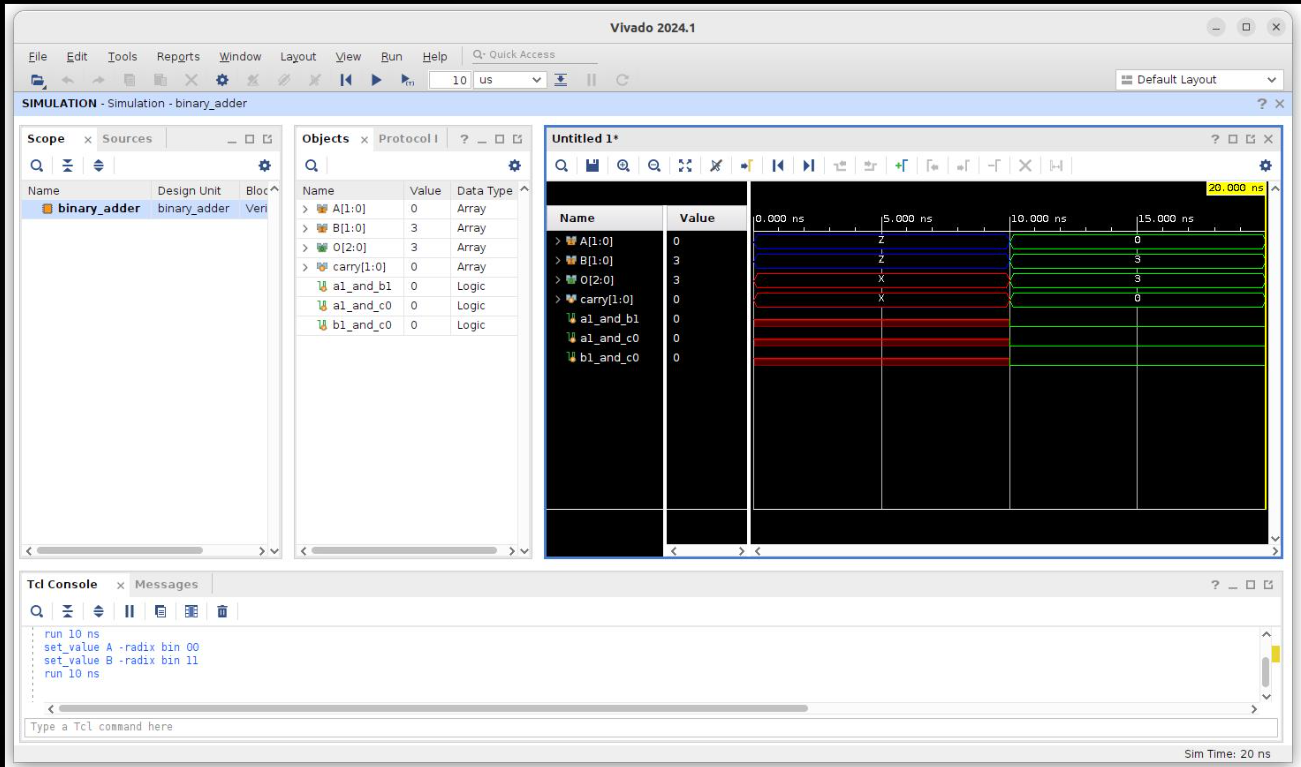 Vivado 2024.1
File Edit Tools Reports Window Layout View Run Help Q- Quick Access
10 us Default Layout
SIMULATION - Simulation - binary_adder
Scope Sources
Name Design Unit Bloc
binary_adder binary_adder Veri
Objects Protocol I
Name Value Data Type
A[1:0] 0 Array
B[1:0] 3 Array
O[2:0] 3 Array
carry[1:0] 0 Array
a1_and_b1 0 Logic
a1_and_c0 0 Logic
b1_and_c0 0 Logic
Untitled 1*
20.000 ns
Name Value 0.000 ns 5.000 ns 10.000 ns 15.000 ns
A[1:0] 0 Z 0
B[1:0] 3 Z 3
O[2:0] 3 X 3
carry[1:0] 0 X 0
a1_and_b1 0
a1_and_c0 0
b1_and_c0 0
Tcl Console Messages
run 10 ns
set_value A -radix bin 00
set_value B -radix bin 11
run 10 ns
Type a Tcl command here
Sim Time: 20 ns